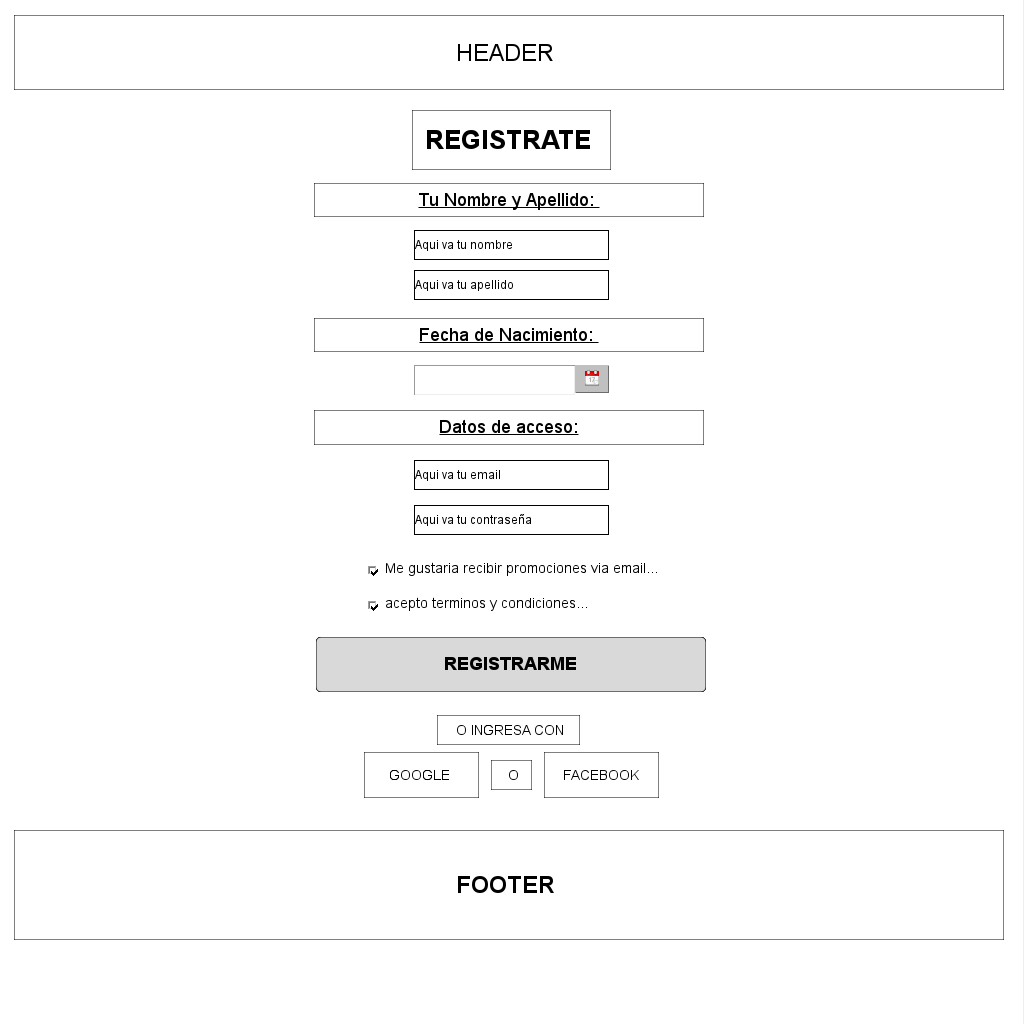 HEADER
REGISTRATE
Tu Nombre y Apellido:
Aqui va tu nombre
Aqui va tu apellido
Fecha de Nacimiento:
Datos de acceso:
Aqui va tu email
Aqui va tu contraseña
Me gustaria recibir promociones via email...
acepto terminos y condiciones...
REGISTRARME
O INGRESA CON
GOOGLE O FACEBOOK
FOOTER